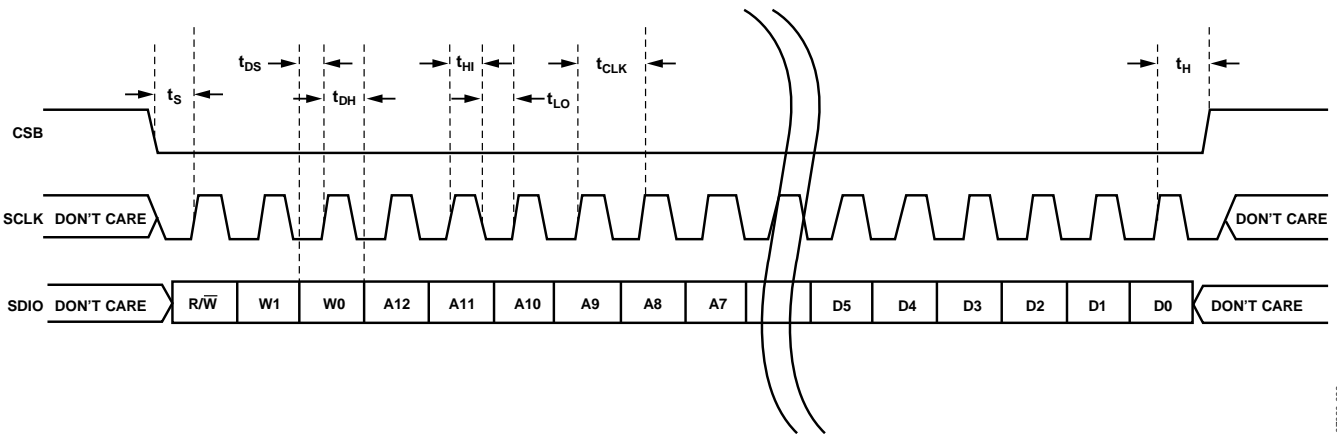 tDS tHI tCLK tH
tS tDH tLO
CSB
SCLK DON'T CARE DON'T CARE
SDIO DON'T CARE R/W̅ W1 W0 A12 A11 A10 A9 A8 A7 D5 D4 D3 D2 D1 D0 DON'T CARE